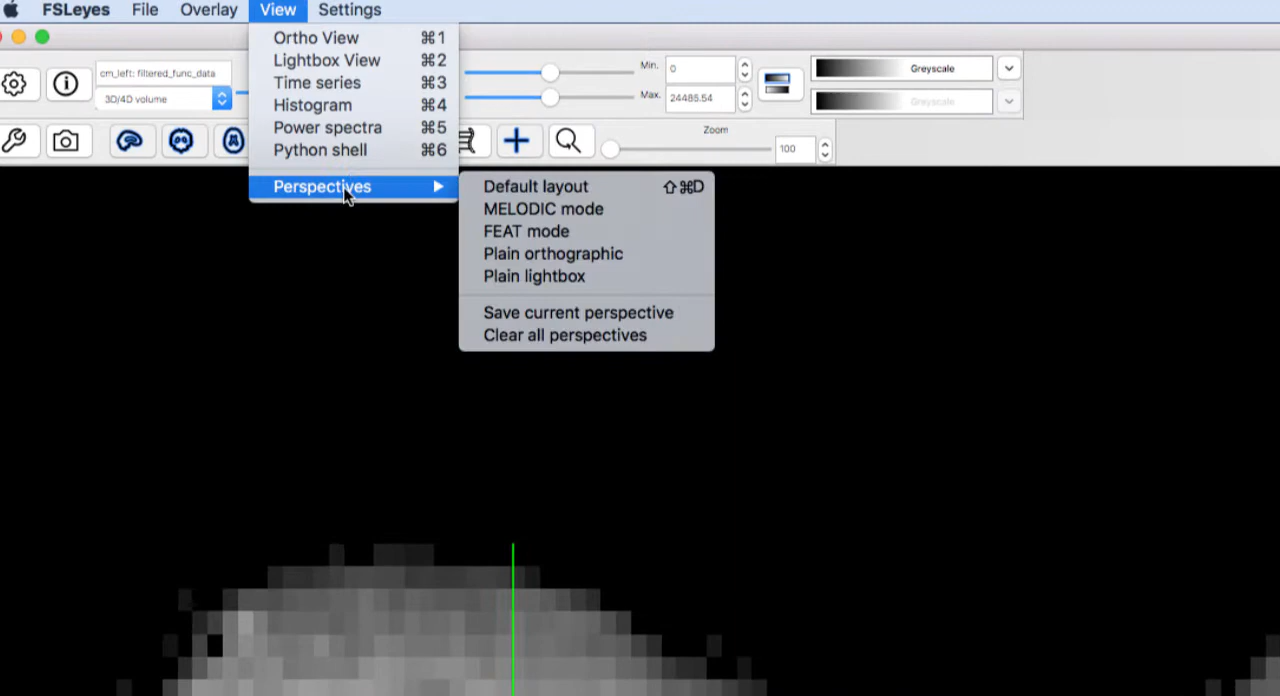 FSLeyes File Overlay View Settings
Ortho View ⌘1
Lightbox View ⌘2
Time series ⌘3
Histogram ⌘4
Power spectra ⌘5
Python shell ⌘6
Perspectives
Default layout ⇧⌘D
MELODIC mode
FEAT mode
Plain orthographic
Plain lightbox
Save current perspective
Clear all perspectives
cm_left: filtered_func_data
3D/4D volume
Min. 0
Max. 24485.54
Greyscale
Greyscale
Zoom
100